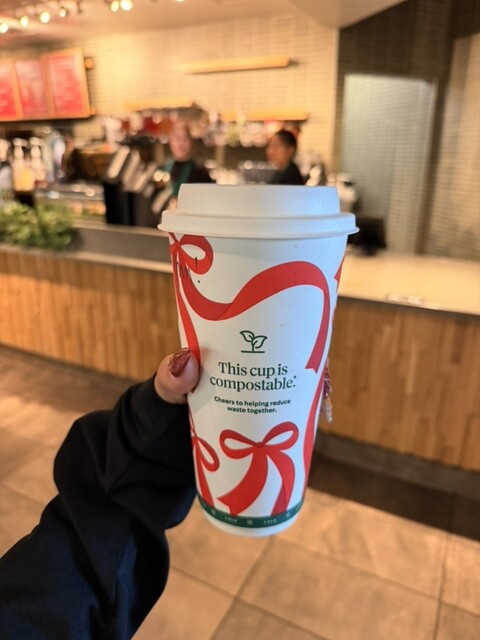 This cup is
compostable.*
Cheers to helping reduce
waste together.